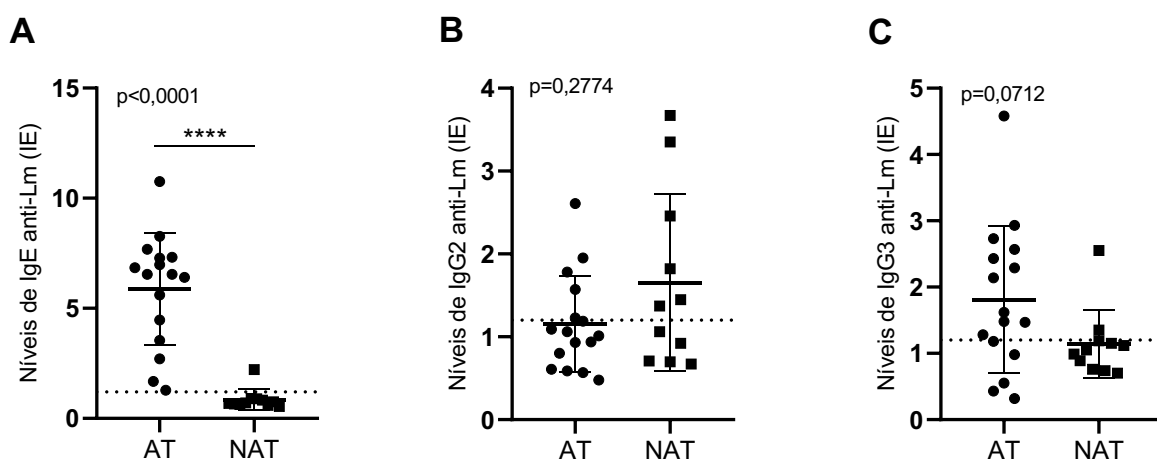 A
Níveis de IgE anti-Lm (IE)
p<0,0001
****
15
10
5
0
AT NAT
B
Níveis de IgG2 anti-Lm (IE)
p=0,2774
4
3
2
1
0
AT NAT
C
Níveis de IgG3 anti-Lm (IE)
p=0,0712
5
4
3
2
1
0
AT NAT